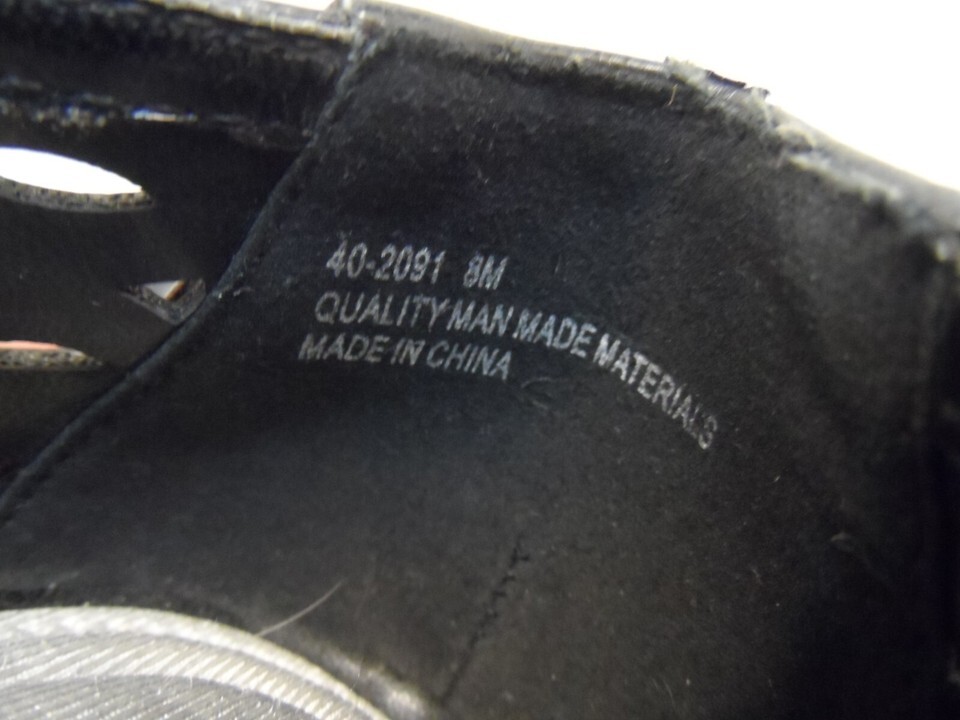 40-2091 8M
QUALITY MAN MADE MATERIALS
MADE IN CHINA